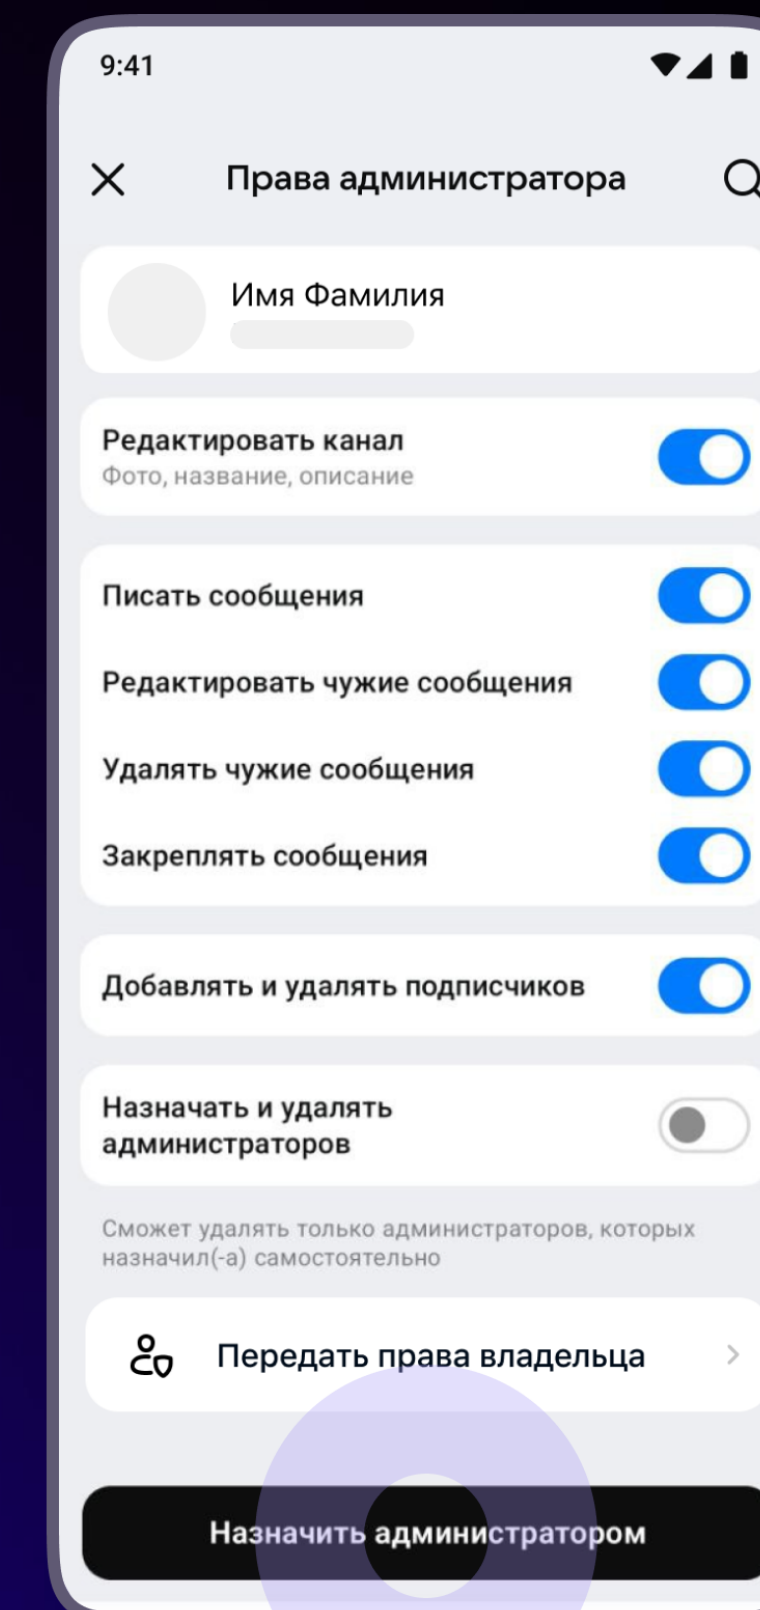 9:41
Права администратора
Имя Фамилия
Редактировать канал
Фото, название, описание
Писать сообщения
Редактировать чужие сообщения
Удалять чужие сообщения
Закреплять сообщения
Добавлять и удалять подписчиков
Назначать и удалять
администраторов
Сможет удалять только администраторов, которых
назначил(-а) самостоятельно
Передать права владельца
Назначить администратором